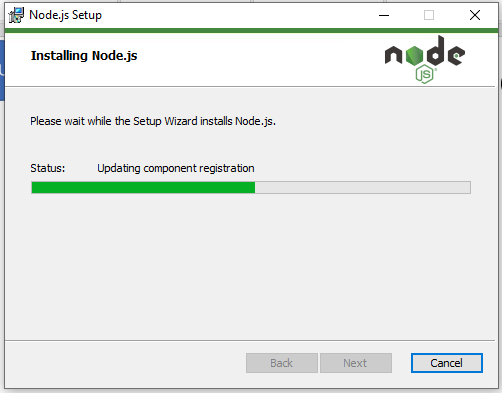 Node.js Setup
Installing Node.js
node
JS
Please wait while the Setup Wizard installs Node.js.
Status: Updating component registration
Back Next Cancel